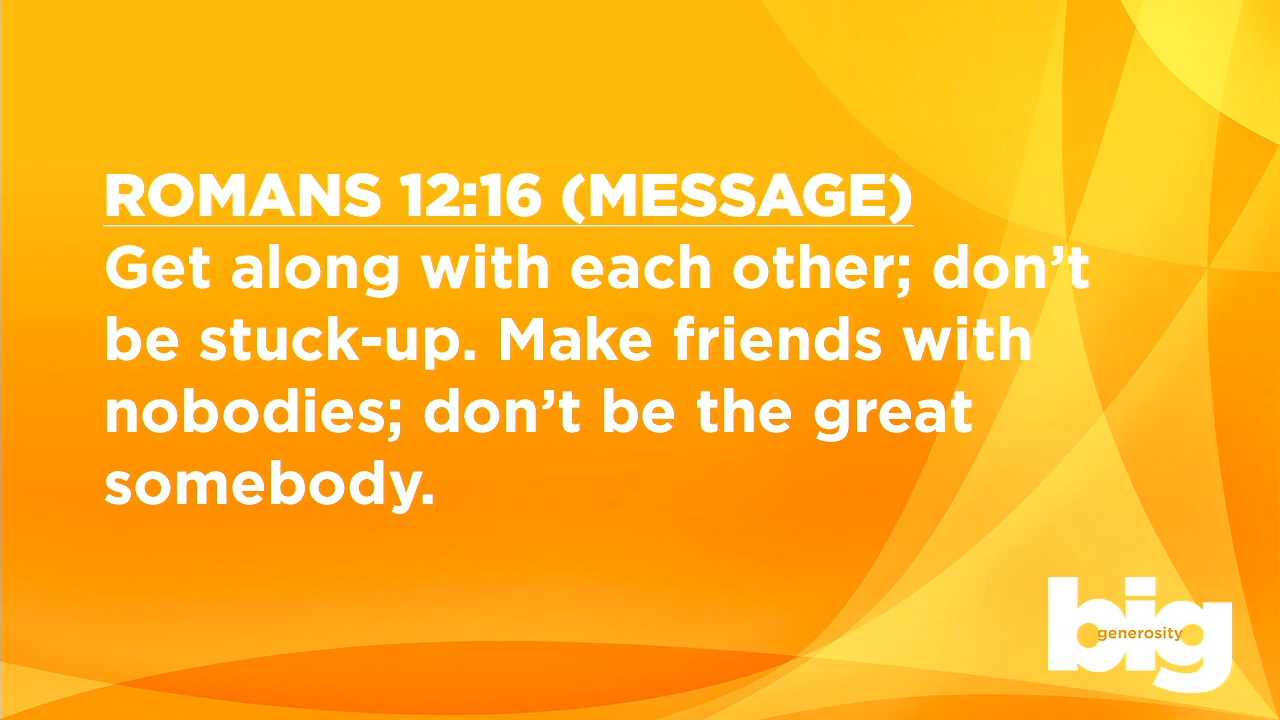 ROMANS 12:16 (MESSAGE)
Get along with each other; don’t
be stuck-up. Make friends with
nobodies; don’t be the great
somebody.
big
generosity